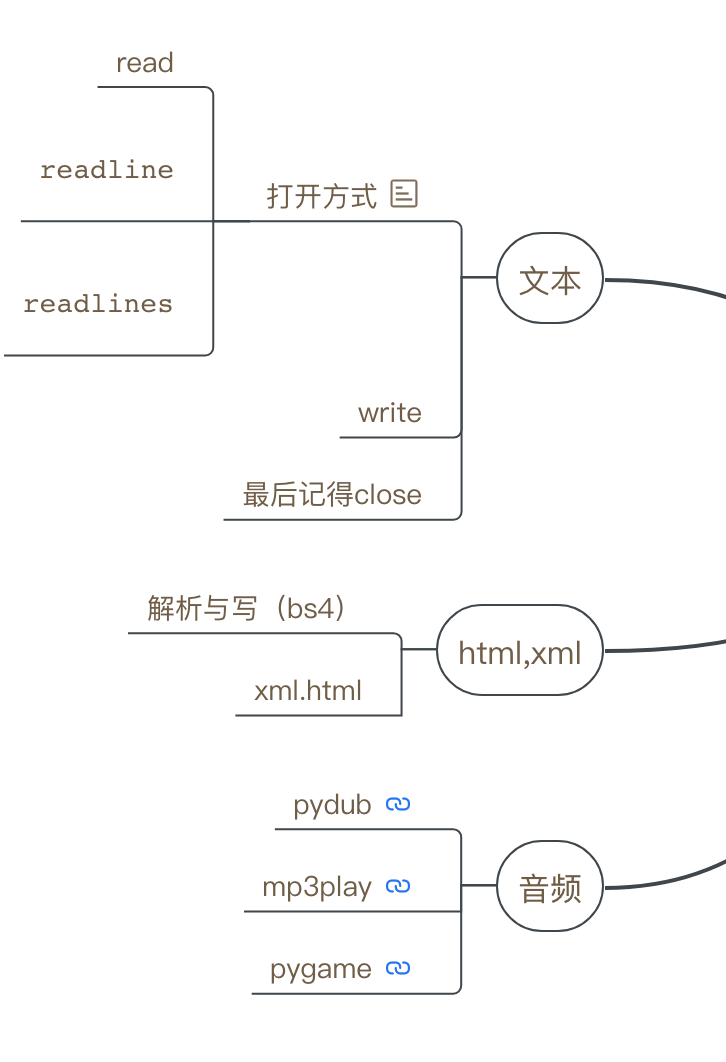 read
readline
打开方式
readlines
文本
write
最后记得close
解析与写（bs4）
html,xml
xml.html
pydub
mp3play
音频
pygame